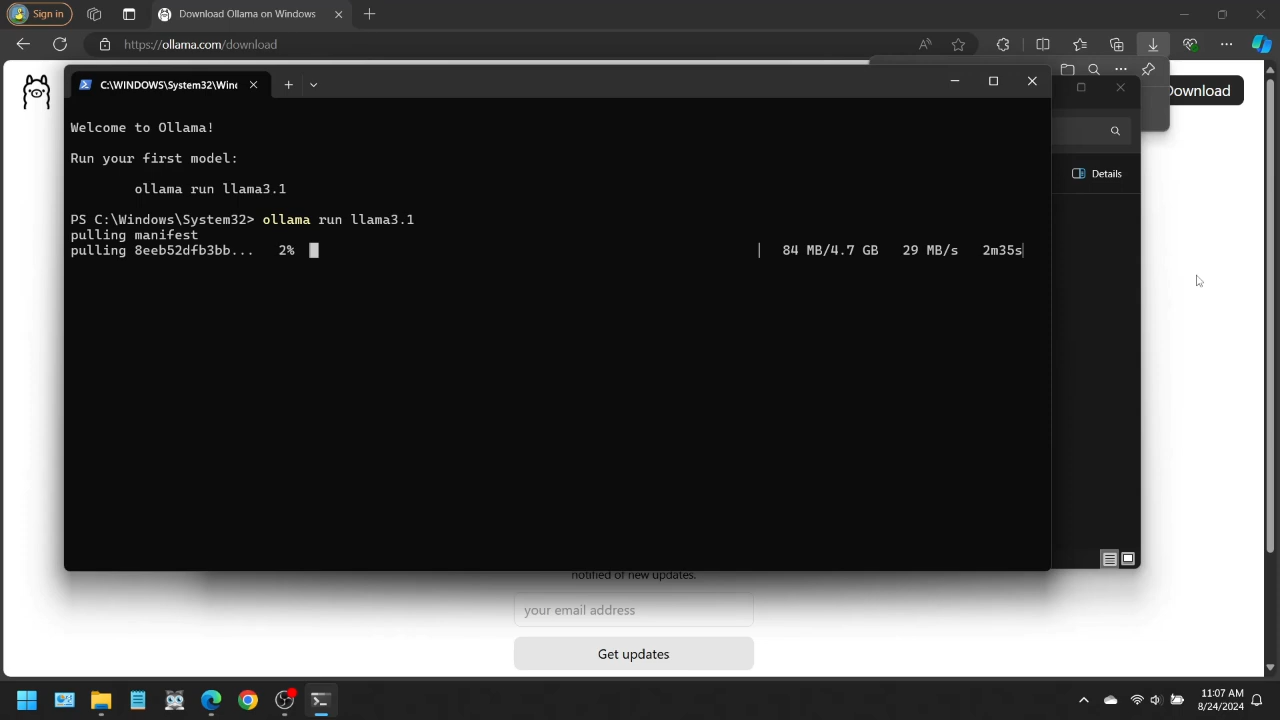 Sign in
Download Ollama on Windows
https://ollama.com/download
Download
C:\WINDOWS\System32\Wind
Details
Welcome to Ollama!
Run your first model:
ollama run llama3.1
PS C:\Windows\System32> ollama run llama3.1
pulling manifest
pulling 8eeb52dfb3bb... 2% 84 MB/4.7 GB 29 MB/s 2m35s
notified of new updates.
your email address
Get updates
11:07 AM
8/24/2024